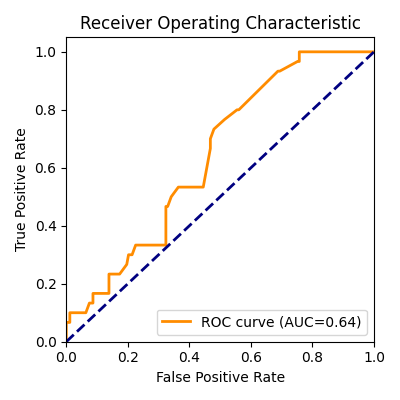 Receiver Operating Characteristic
True Positive Rate
1.0
0.8
0.6
0.4
0.2
0.0
ROC curve (AUC=0.64)
0.0 0.2 0.4 0.6 0.8 1.0
False Positive Rate